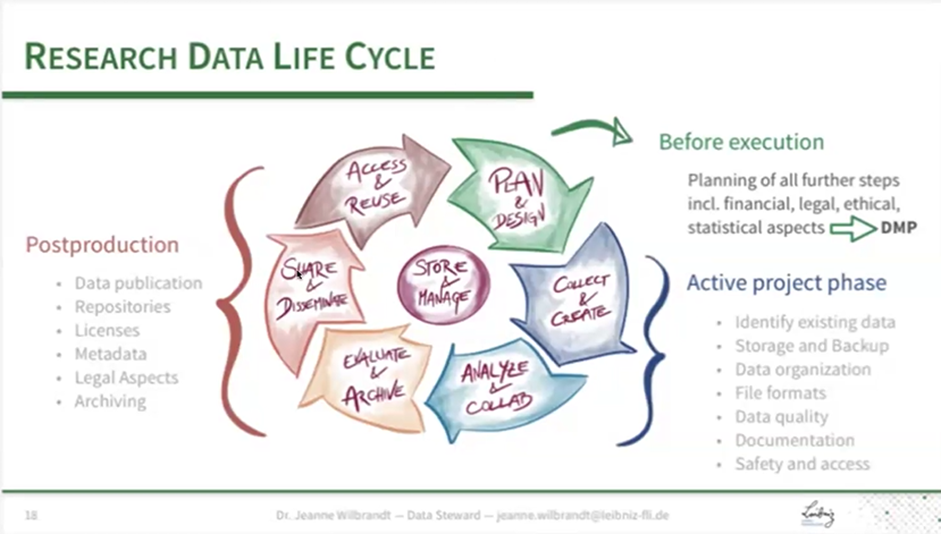 RESEARCH DATA LIFE CYCLE
ACCESS
&
REUSE
PLAN
&
DESIGN
COLLECT
&
CREATE
ANALYZE
&
COLLAB
EVALUATE
&
ARCHIVE
SHARE
&
DISSEMINATE
STORE
&
MANAGE
Before execution
Planning of all further steps
incl. financial, legal, ethical,
statistical aspects DMP
Active project phase
• Identify existing data
• Storage and Backup
• Data organization
• File formats
• Data quality
• Documentation
• Safety and access
Postproduction
• Data publication
• Repositories
• Licenses
• Metadata
• Legal Aspects
• Archiving
18
Dr. Jeanne Wilbrandt — Data Steward — jeanne.wilbrandt@leibniz-fli.de
Leibniz